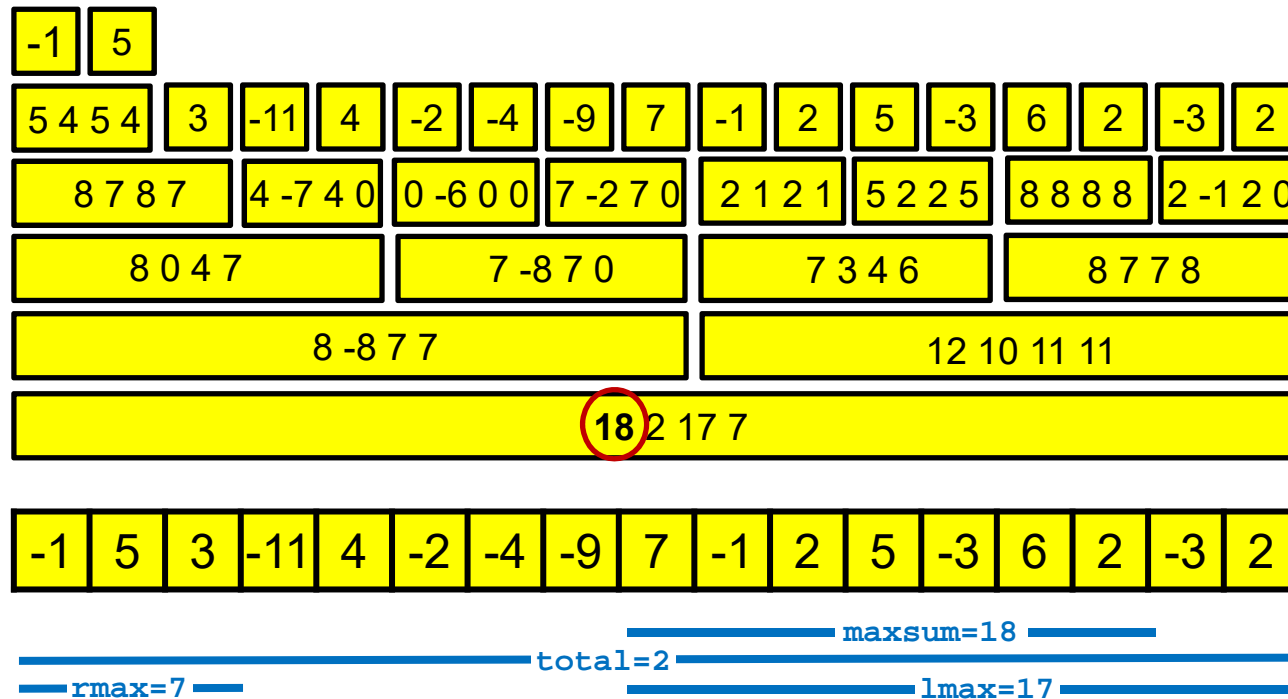 -1 5
5 4 5 4 3 -11 4 -2 -4 -9 7 -1 2 5 -3 6 2 -3 2
8 7 8 7 4 -7 4 0 0 -6 0 0 7 -2 7 0 2 1 2 1 5 2 2 5 8 8 8 8 2 -1 2 0
8 0 4 7 7 -8 7 0 7 3 4 6 8 7 7 8
8 -8 7 7 12 10 11 11
18 2 17 7
-1 5 3 -11 4 -2 -4 -9 7 -1 2 5 -3 6 2 -3 2
maxsum=18
total=2
rmax=7 lmax=17